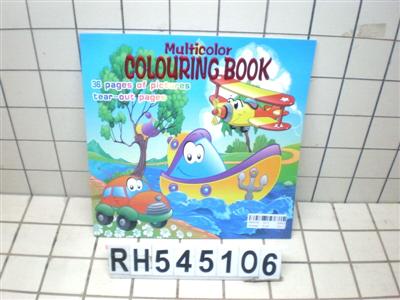 Multicolor
COLOURING BOOK
36 pages of pictures
tear-out pages
RH545106